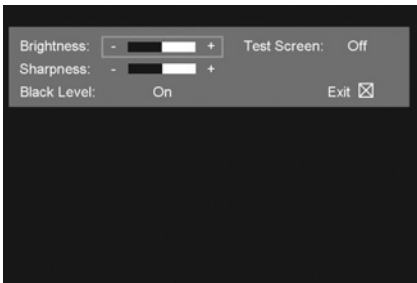 Brightness: - + Test Screen: Off
Sharpness: - +
Black Level: On Exit